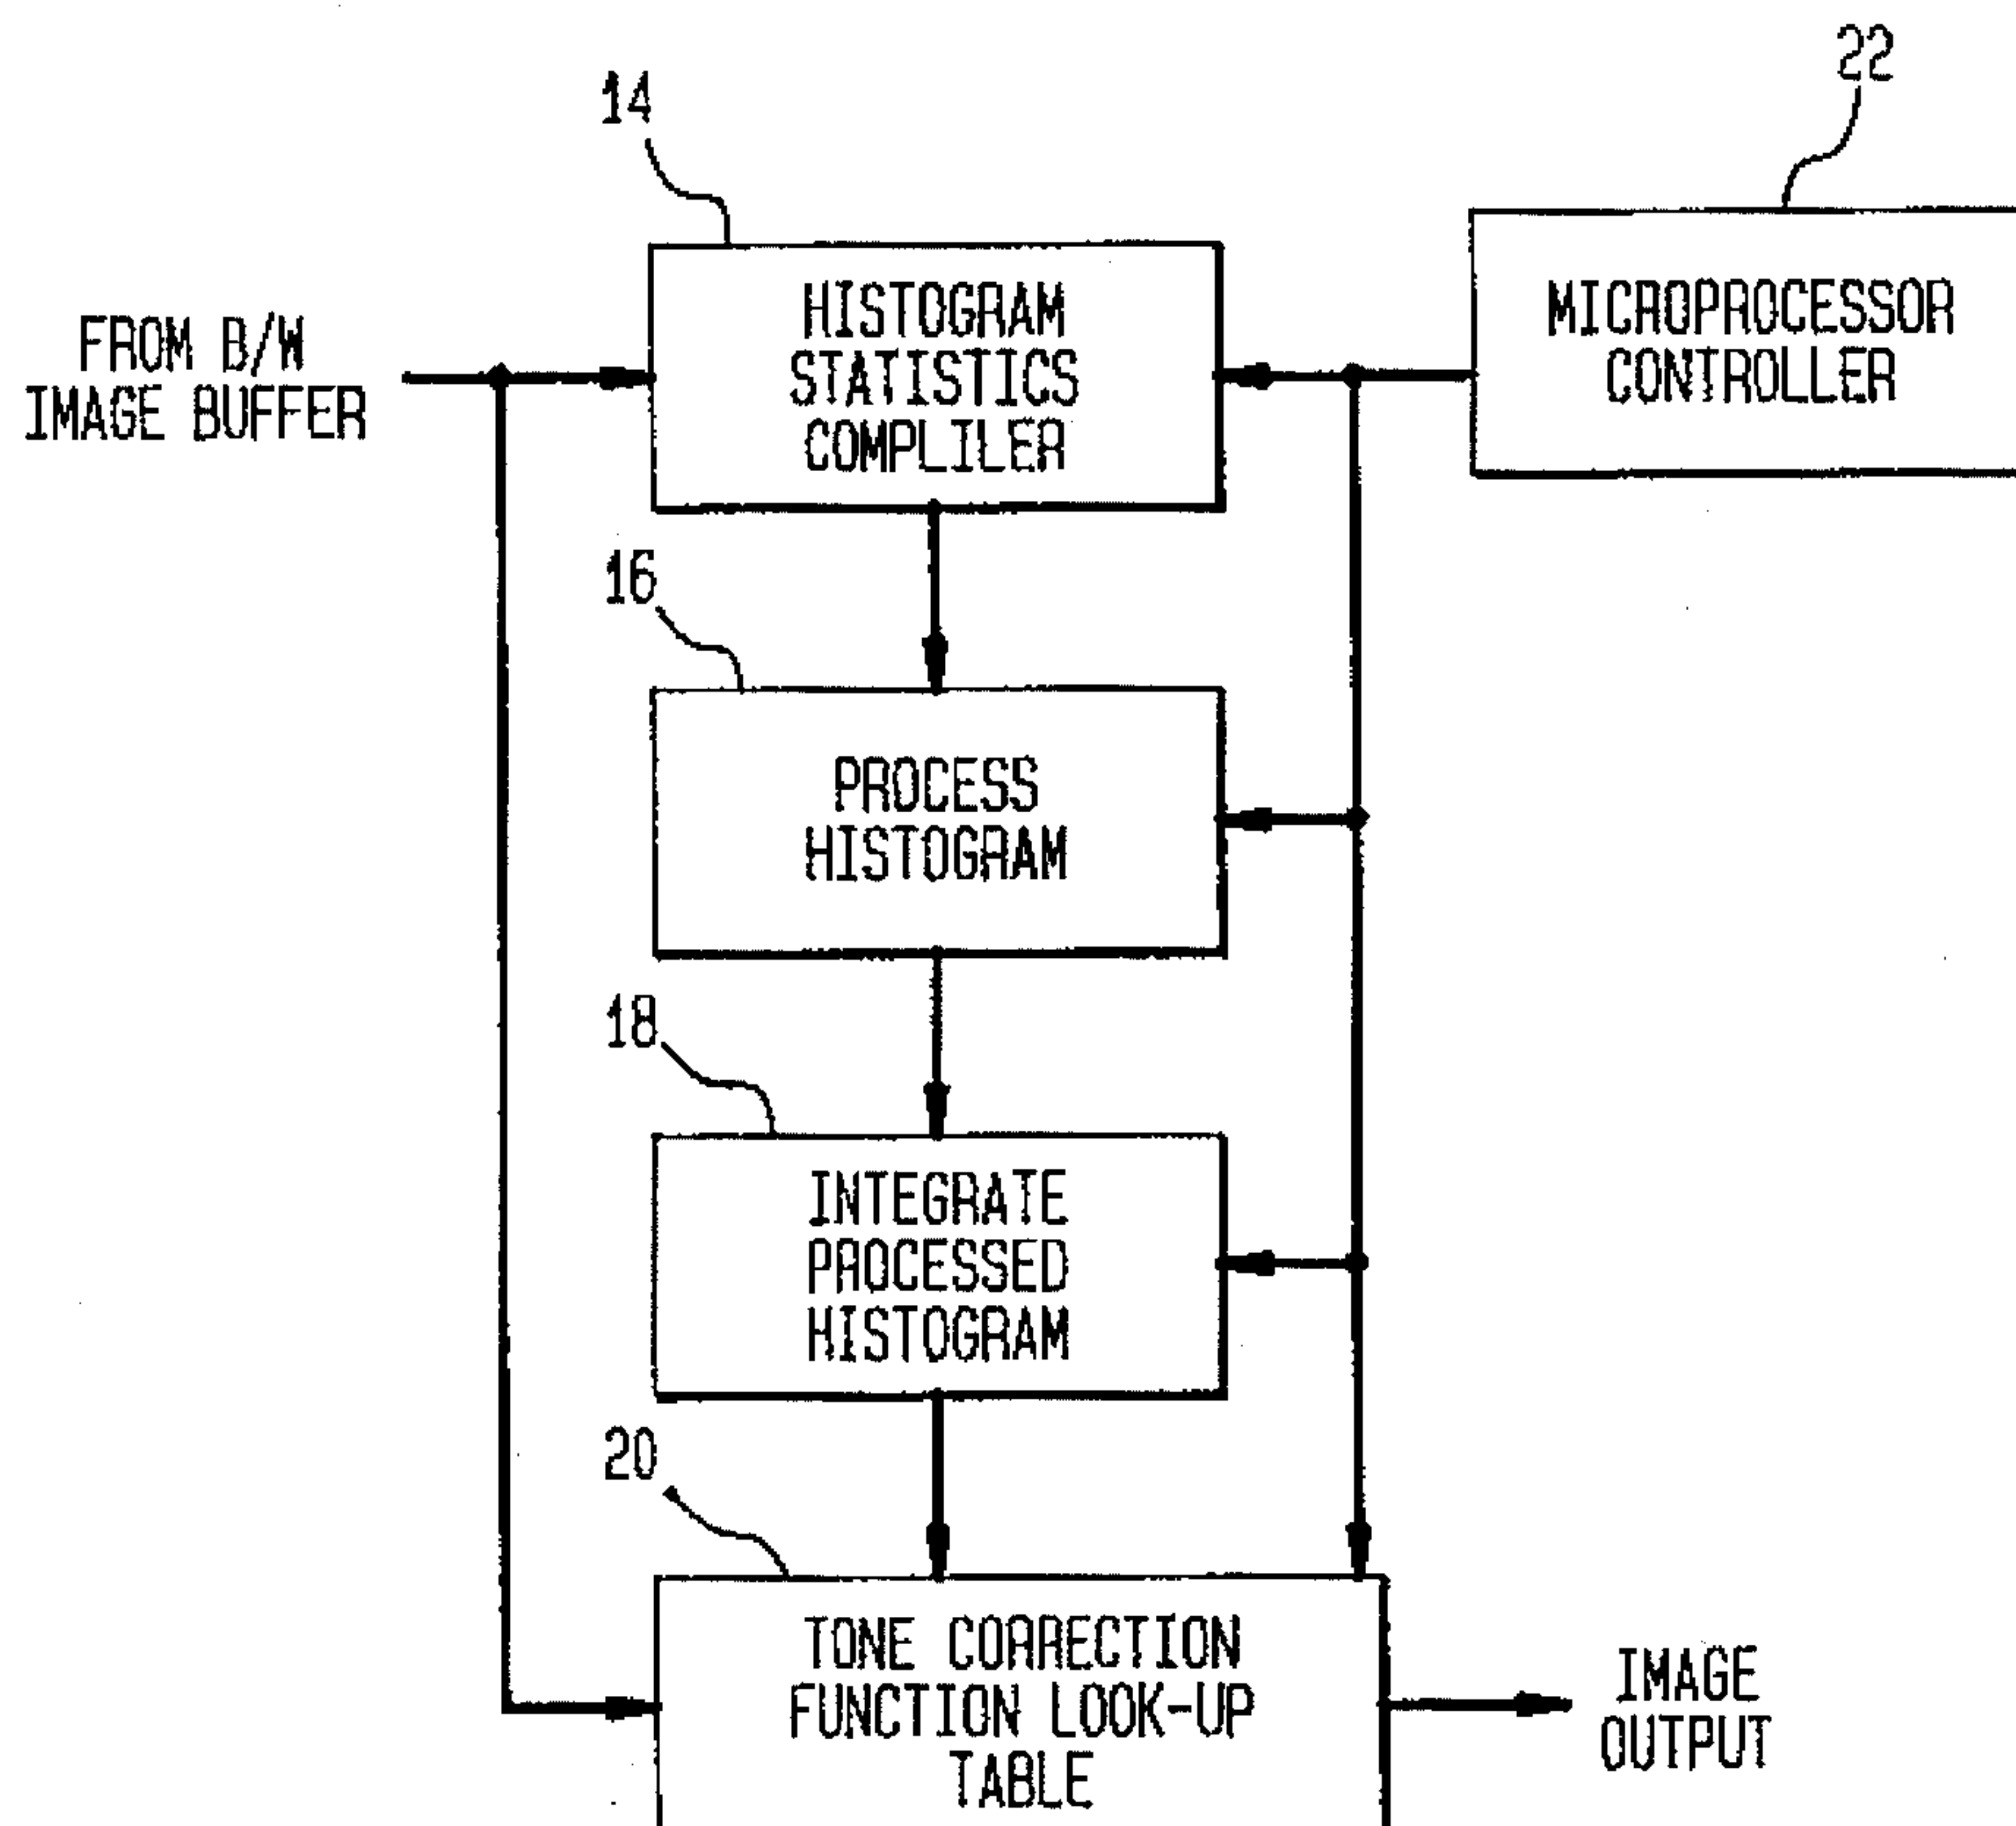 22
14
HISTOGRAM
STATISTICS
COMPLILER
MICROPROCESSOR
CONTROLLER
FROM B/W
IMAGE BUFFER
16
PROCESS
HISTOGRAM
18
INTEGRATE
PROCESSED
HISTOGRAM
20
TONE CORRECTION
FUNCTION LOOK-UP
TABLE
IMAGE
OUTPUT